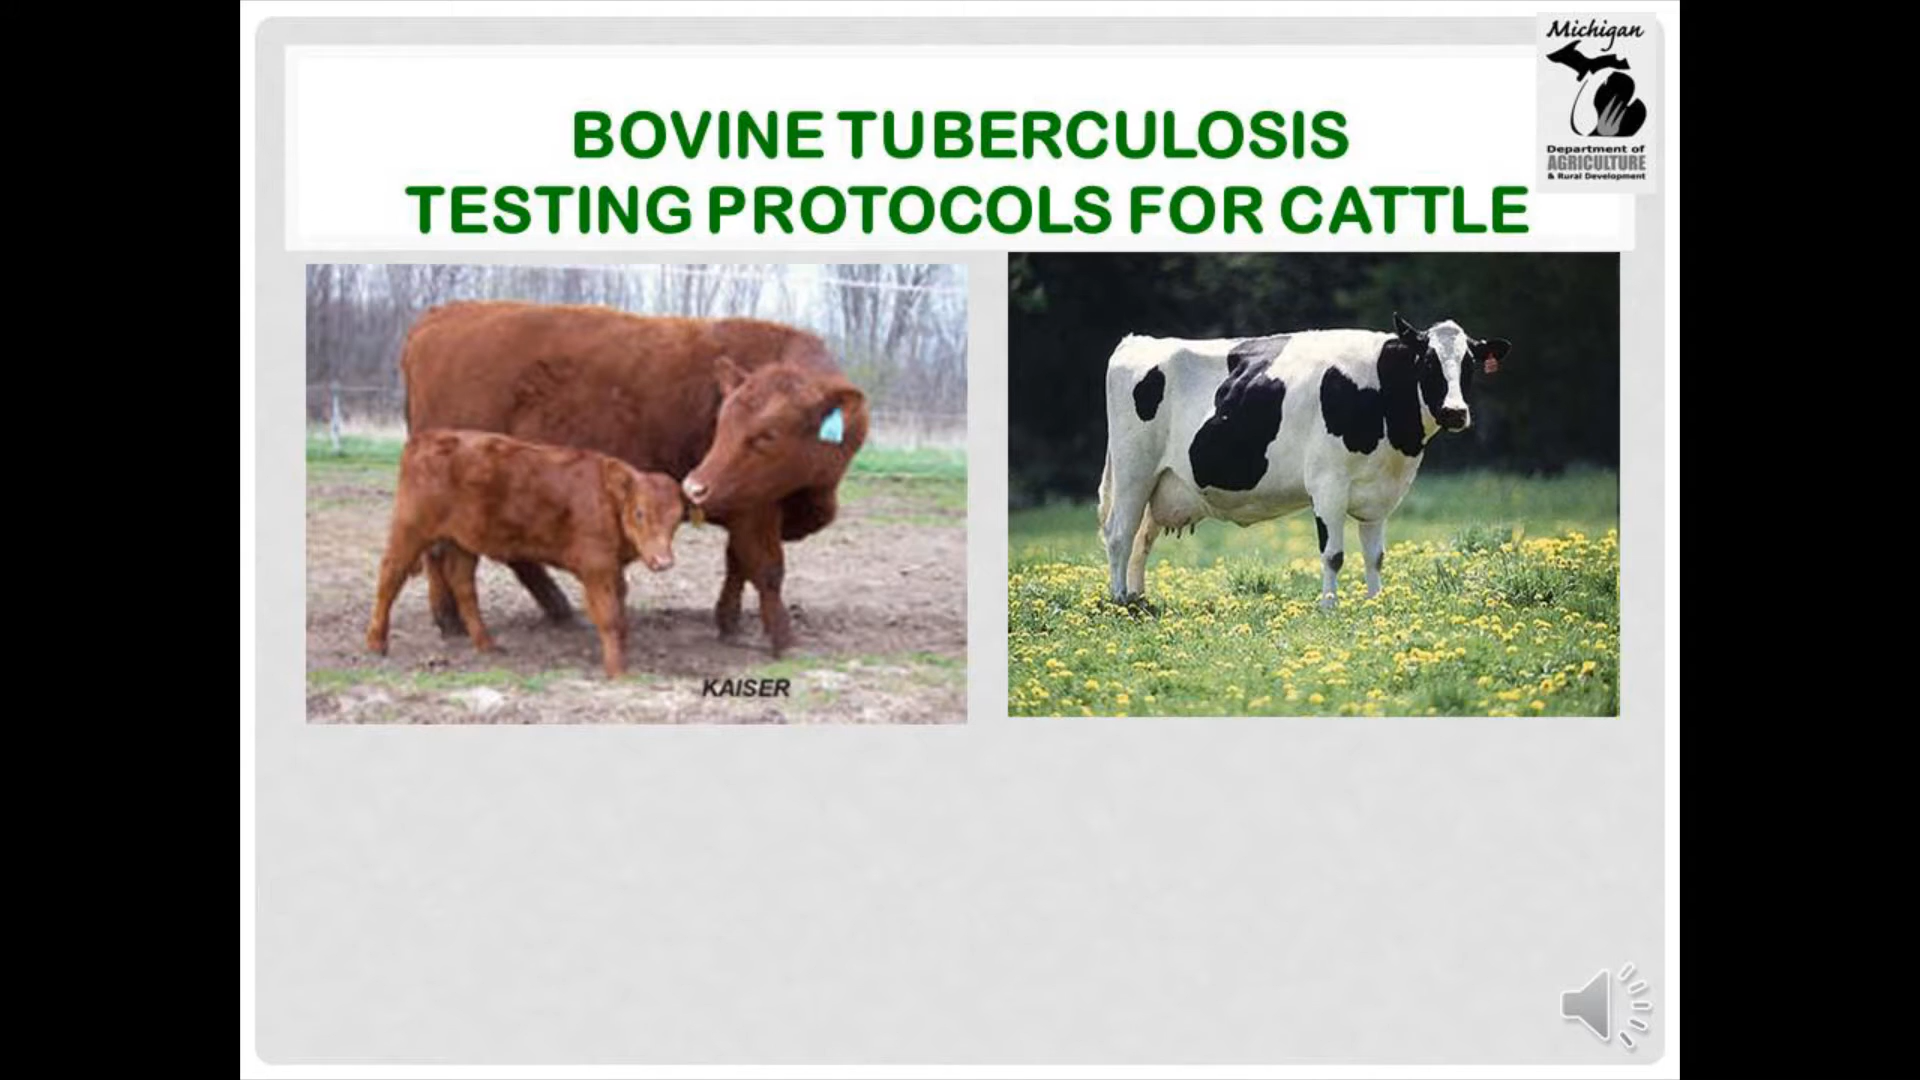 Michigan
Department of
AGRICULTURE
& Rural Development
BOVINE TUBERCULOSIS
TESTING PROTOCOLS FOR CATTLE
KAISER